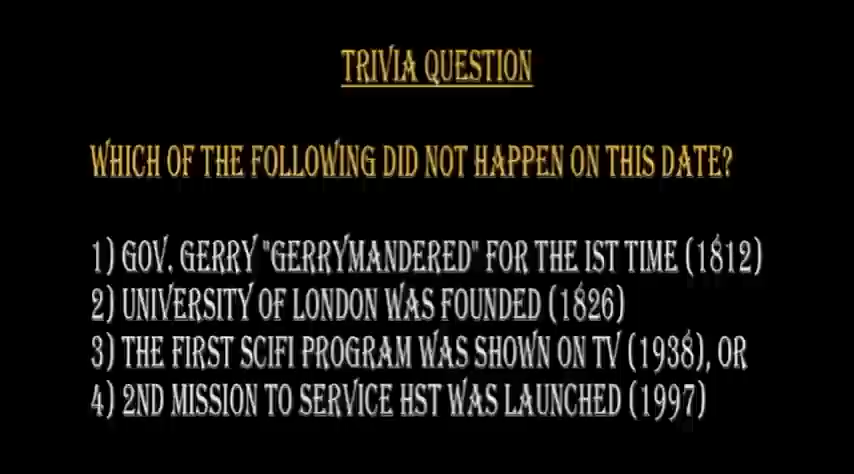 TRIVIA QUESTION
WHICH OF THE FOLLOWING DID NOT HAPPEN ON THIS DATE?
1) GOV. GERRY "GERRYMANDERED" FOR THE 1ST TIME (1812)
2) UNIVERSITY OF LONDON WAS FOUNDED (1826)
3) THE FIRST SCIFI PROGRAM WAS SHOWN ON TV (1938), OR
4) 2ND MISSION TO SERVICE HST WAS LAUNCHED (1997)